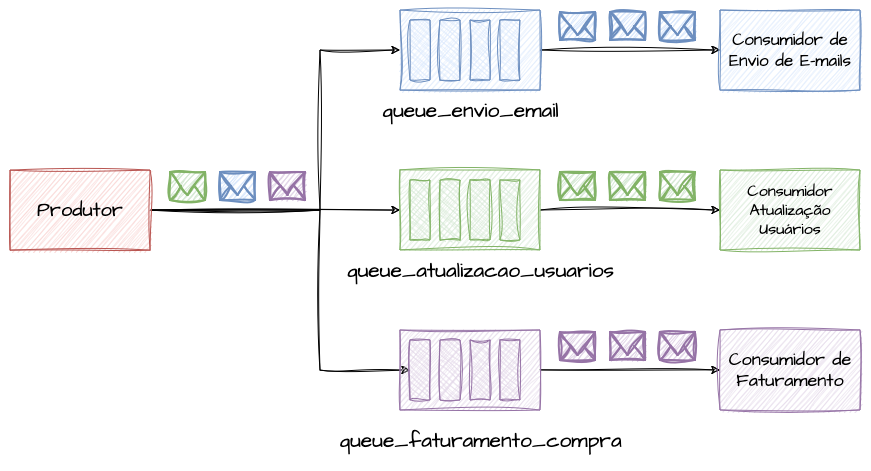 Consumidor de
Envio de E-mails
queue_envio_email
Produtor
Consumidor
Atualização
Usuários
queue_atualizacao_usuarios
Consumidor de
Faturamento
queue_faturamento_compra